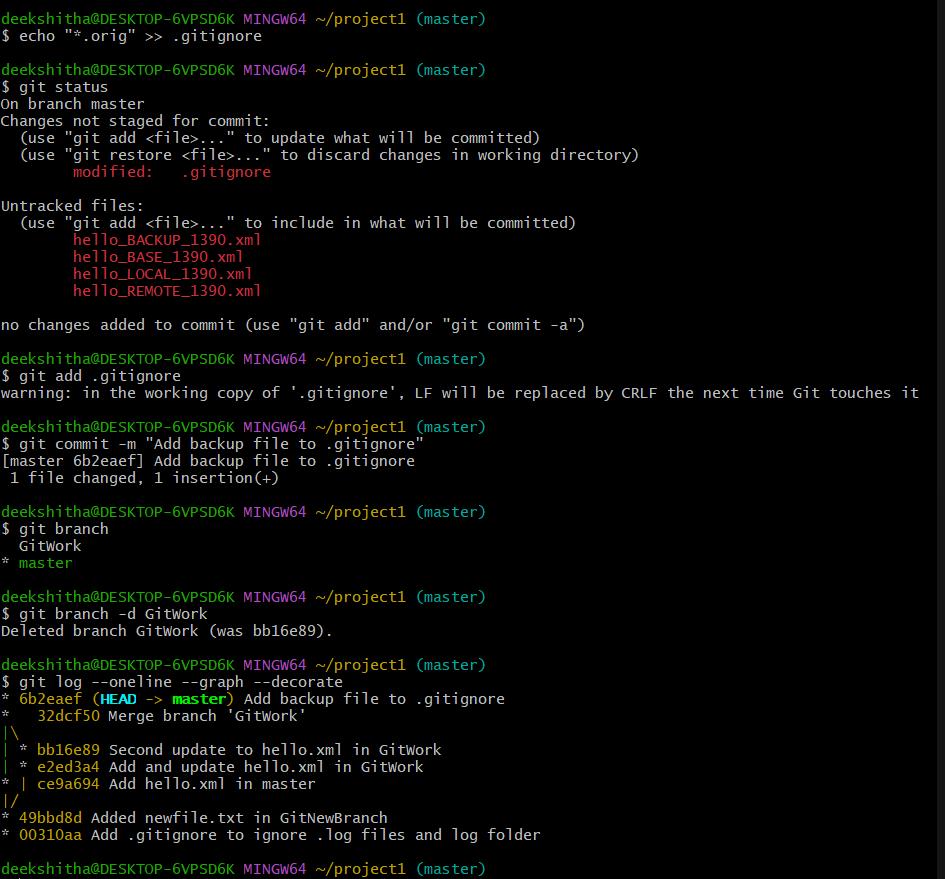 deekshitha@DESKTOP-6VPSD6K MINGW64 ~/project1 (master)
$ echo "*.orig" >> .gitignore

deekshitha@DESKTOP-6VPSD6K MINGW64 ~/project1 (master)
$ git status
On branch master
Changes not staged for commit:
  (use "git add <file>..." to update what will be committed)
  (use "git restore <file>..." to discard changes in working directory)
        modified:   .gitignore

Untracked files:
  (use "git add <file>..." to include in what will be committed)
        hello_BACKUP_1390.xml
        hello_BASE_1390.xml
        hello_LOCAL_1390.xml
        hello_REMOTE_1390.xml

no changes added to commit (use "git add" and/or "git commit -a")

deekshitha@DESKTOP-6VPSD6K MINGW64 ~/project1 (master)
$ git add .gitignore
warning: in the working copy of '.gitignore', LF will be replaced by CRLF the next time Git touches it

deekshitha@DESKTOP-6VPSD6K MINGW64 ~/project1 (master)
$ git commit -m "Add backup file to .gitignore"
[master 6b2eaef] Add backup file to .gitignore
 1 file changed, 1 insertion(+)

deekshitha@DESKTOP-6VPSD6K MINGW64 ~/project1 (master)
$ git branch
  GitWork
* master

deekshitha@DESKTOP-6VPSD6K MINGW64 ~/project1 (master)
$ git branch -d GitWork
Deleted branch GitWork (was bb16e89).

deekshitha@DESKTOP-6VPSD6K MINGW64 ~/project1 (master)
$ git log --oneline --graph --decorate
* 6b2eaef (HEAD -> master) Add backup file to .gitignore
*   32dcf50 Merge branch 'GitWork'
|\
| * bb16e89 Second update to hello.xml in GitWork
| * e2ed3a4 Add and update hello.xml in GitWork
* | ce9a694 Add hello.xml in master
|/
* 49bbd8d Added newfile.txt in GitNewBranch
* 00310aa Add .gitignore to ignore .log files and log folder

deekshitha@DESKTOP-6VPSD6K MINGW64 ~/project1 (master)